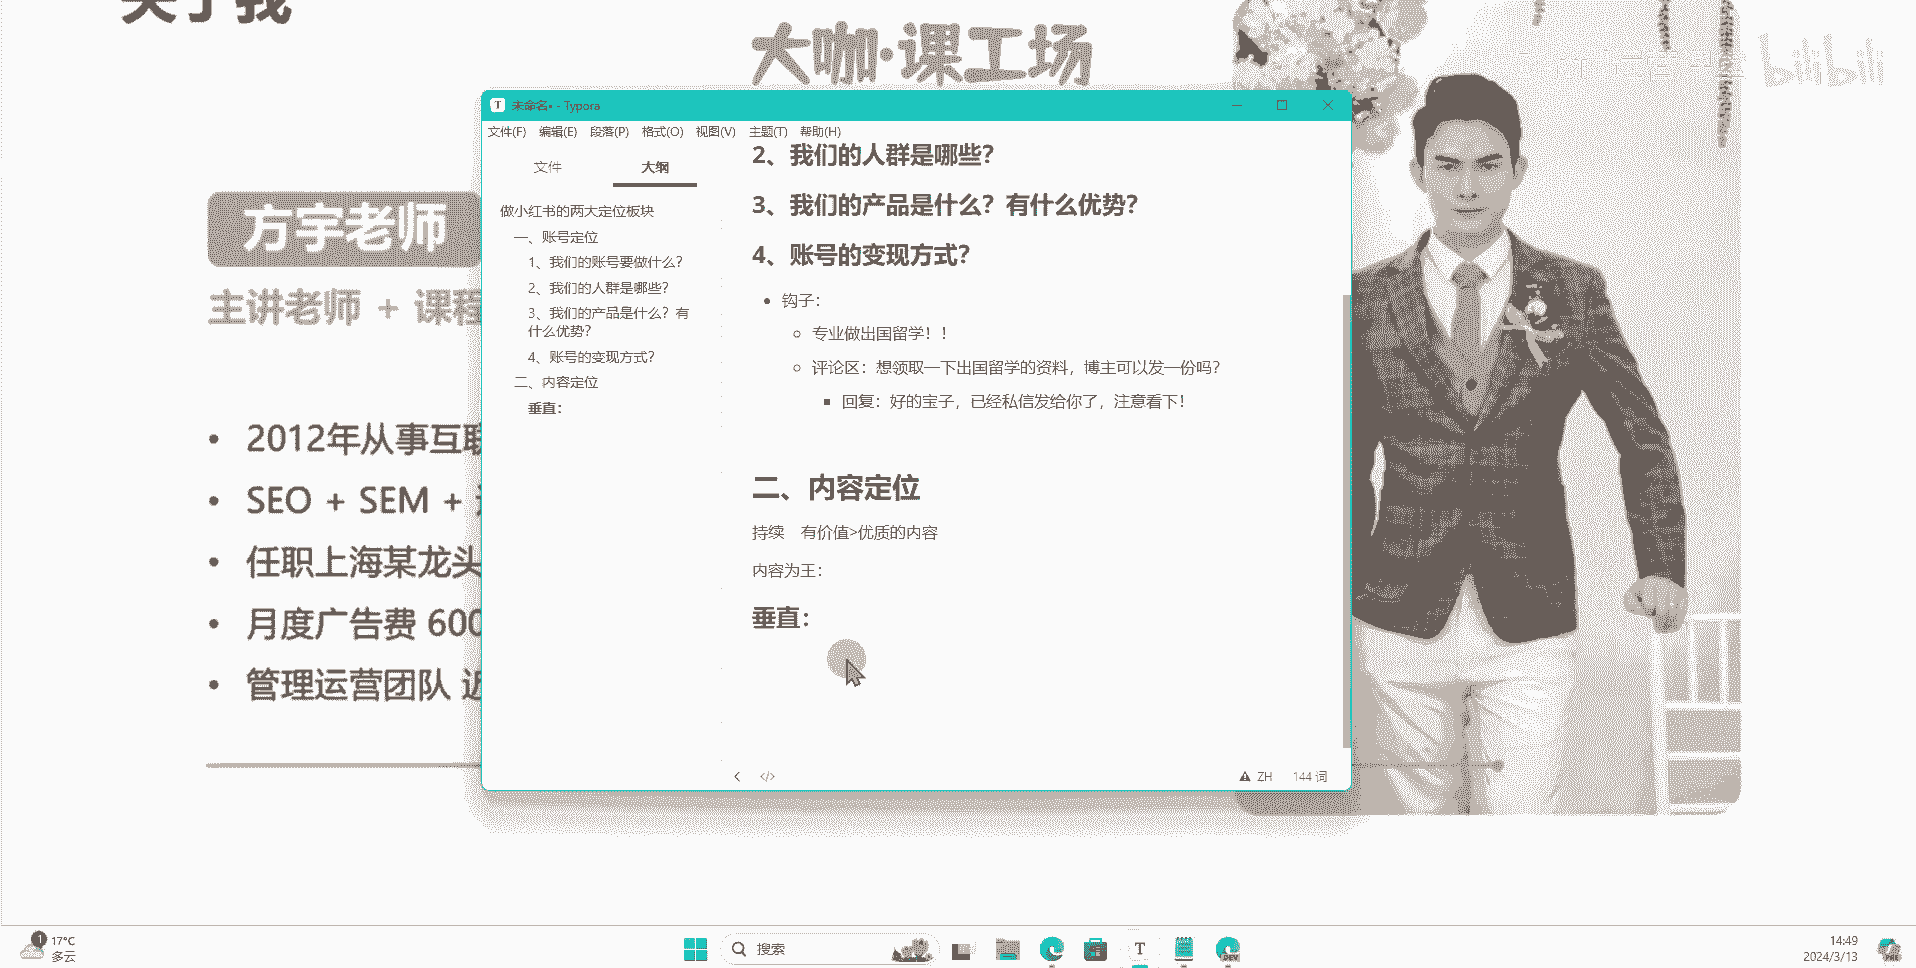 关于我
大咖·课工场
bilibili
方宇老师
主讲老师 + 课程
2012年从事互联
SEO + SEM +
任职上海某龙头
月度广告费 600
管理运营团队 近
未命名• - Typora
文件(F) 编辑(E) 段落(P) 格式(O) 视图(V) 主题(T) 帮助(H)
文件 大纲
做小红书的两大定位板块
一、账号定位
1、我们的账号要做什么？
2、我们的人群是哪些？
3、我们的产品是什么？有
什么优势？
4、账号的变现方式？
二、内容定位
垂直：
2、我们的人群是哪些？
3、我们的产品是什么？有什么优势？
4、账号的变现方式？
钩子：
专业做出国留学！！
评论区：想领取一下出国留学的资料，博主可以发一份吗？
回复：好的宝子，已经私信发给你了，注意看下！
二、内容定位
持续 有价值>优质的内容
内容为王：
垂直：
</> ZH 144 词
1
17°C
多云
搜索
T
DEV
14:49
2024/3/13
PRE